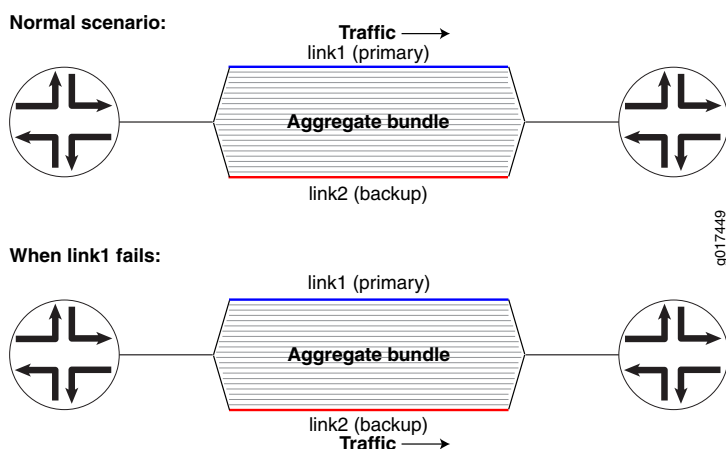 Normal scenario:
Traffic
link1 (primary)
Aggregate bundle
link2 (backup)
g017449
When link1 fails:
link1 (primary)
Aggregate bundle
link2 (backup)
Traffic